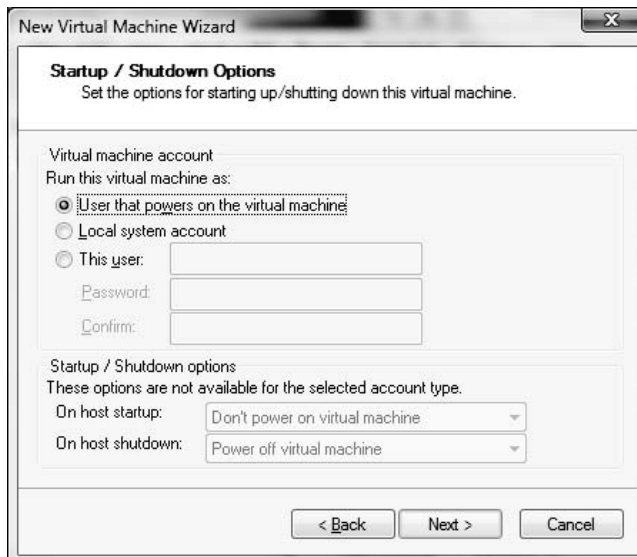 New Virtual Machine Wizard
Startup / Shutdown Options
Set the options for starting up/shutting down this virtual machine.
Virtual machine account
Run this virtual machine as:
User that powers on the virtual machine
Local system account
This user:
Password:
Confirm:
Startup / Shutdown options
These options are not available for the selected account type.
On host startup: Don't power on virtual machine
On host shutdown: Power off virtual machine
< Back Next > Cancel